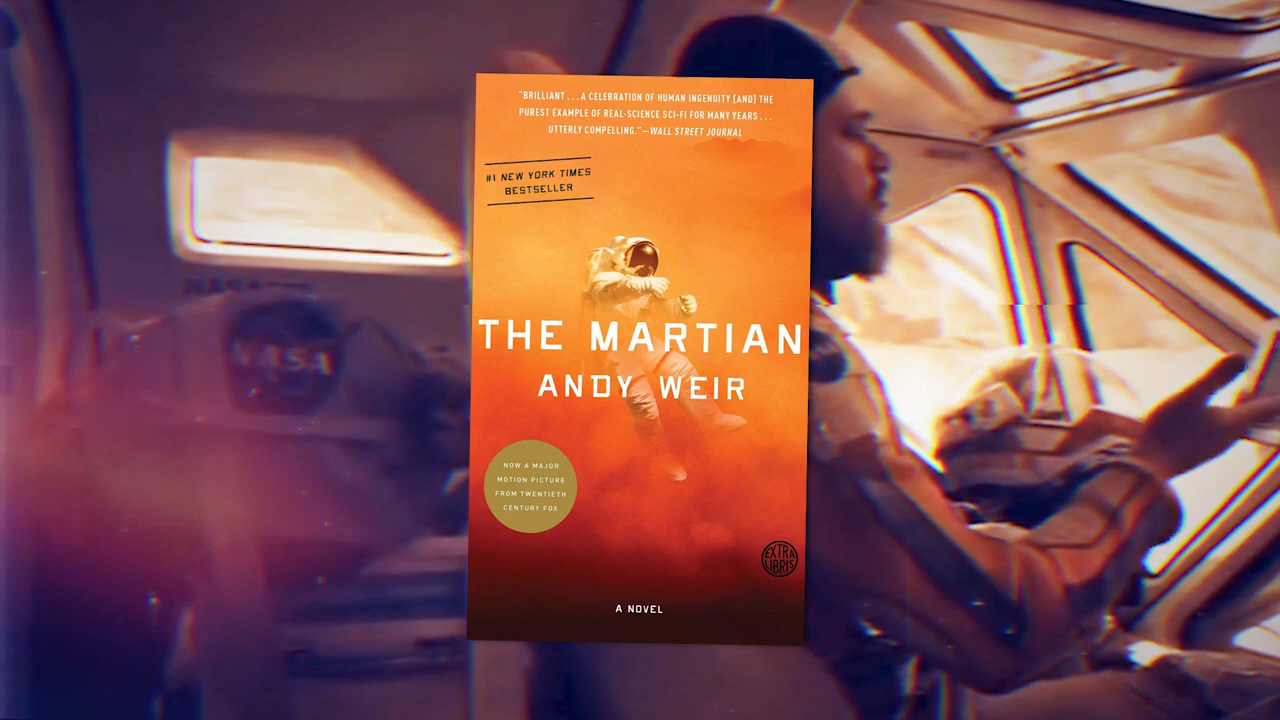 "BRILLIANT . . . A CELEBRATION OF HUMAN INGENUITY [AND] THE
PUREST EXAMPLE OF REAL-SCIENCE SCI-FI FOR MANY YEARS . . .
UTTERLY COMPELLING."—WALL STREET JOURNAL
#1 NEW YORK TIMES
BESTSELLER
THE MARTIAN
ANDY WEIR
NOW A MAJOR
MOTION PICTURE
FROM TWENTIETH
CENTURY FOX
EXTRA
LIBRIS
A NOVEL
NASA
NASA